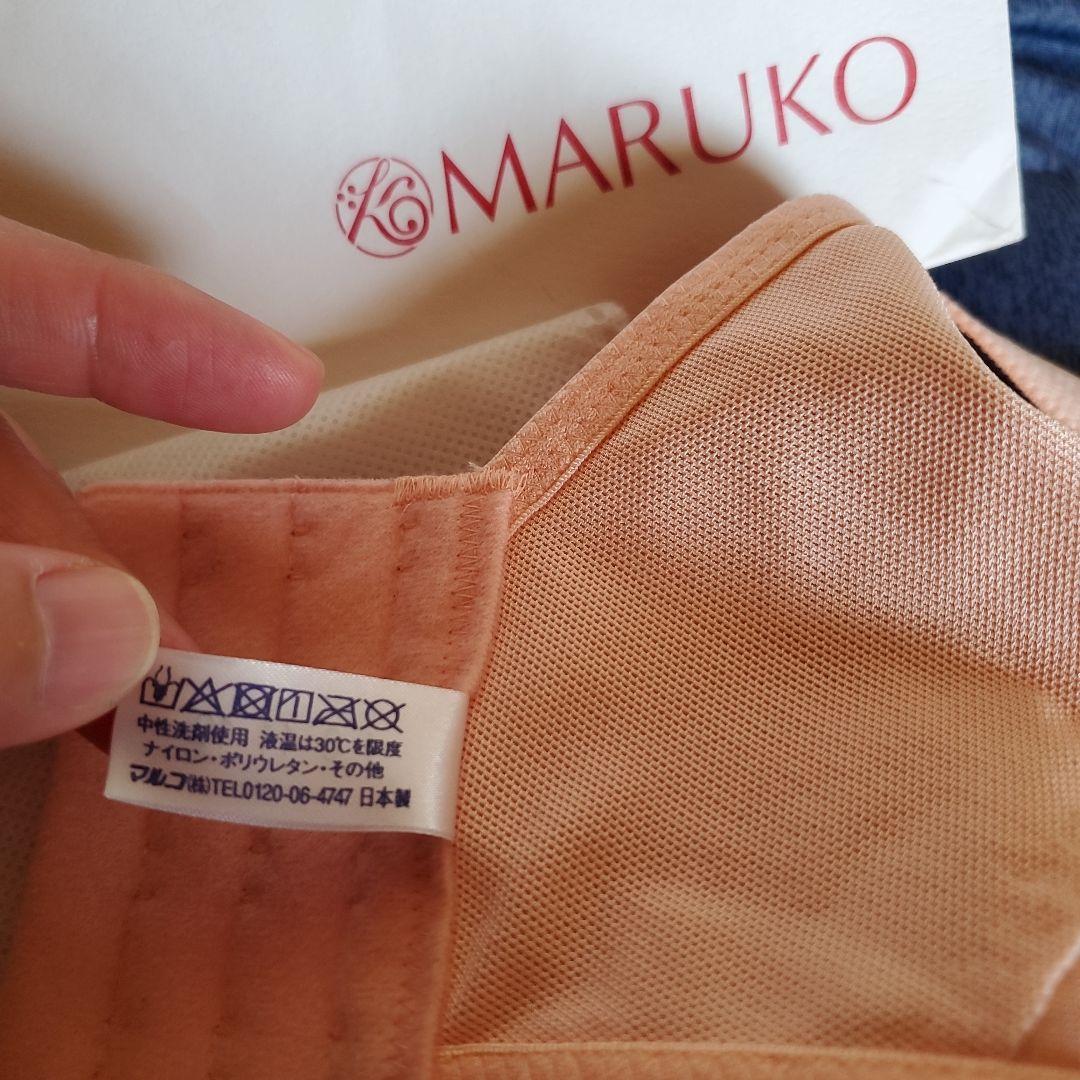 MARUKO
中性洗剤使用 液温は30℃を限度
ナイロン・ポリウレタン・その他
マルコ(株)TEL0120-06-4747 日本製